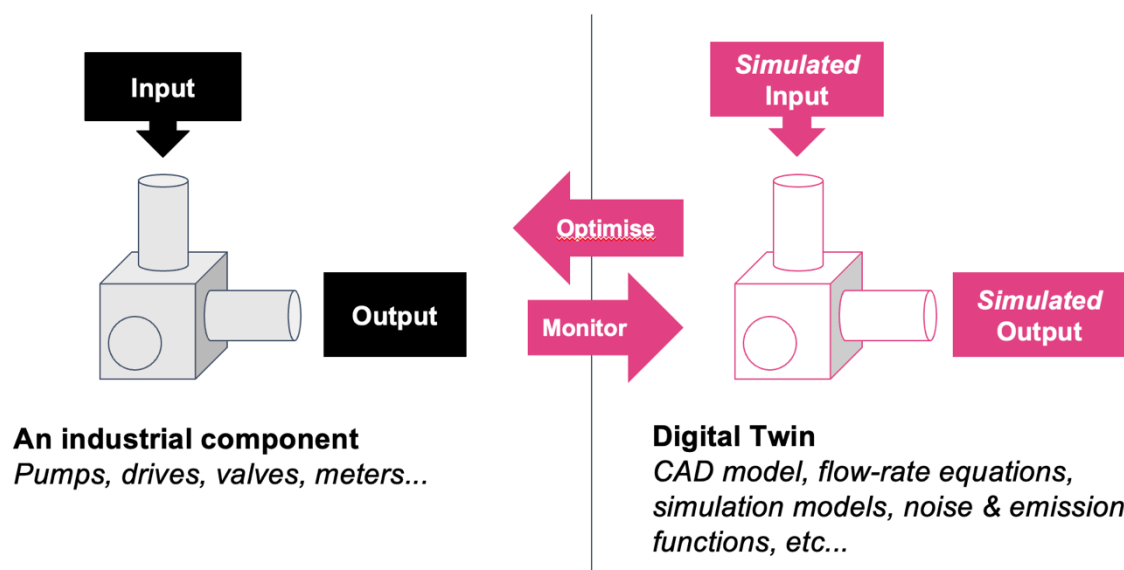 Input
Simulated
Input
Optimise
Output
Monitor
Simulated
Output
An industrial component
Pumps, drives, valves, meters...
Digital Twin
CAD model, flow-rate equations,
simulation models, noise & emission
functions, etc...